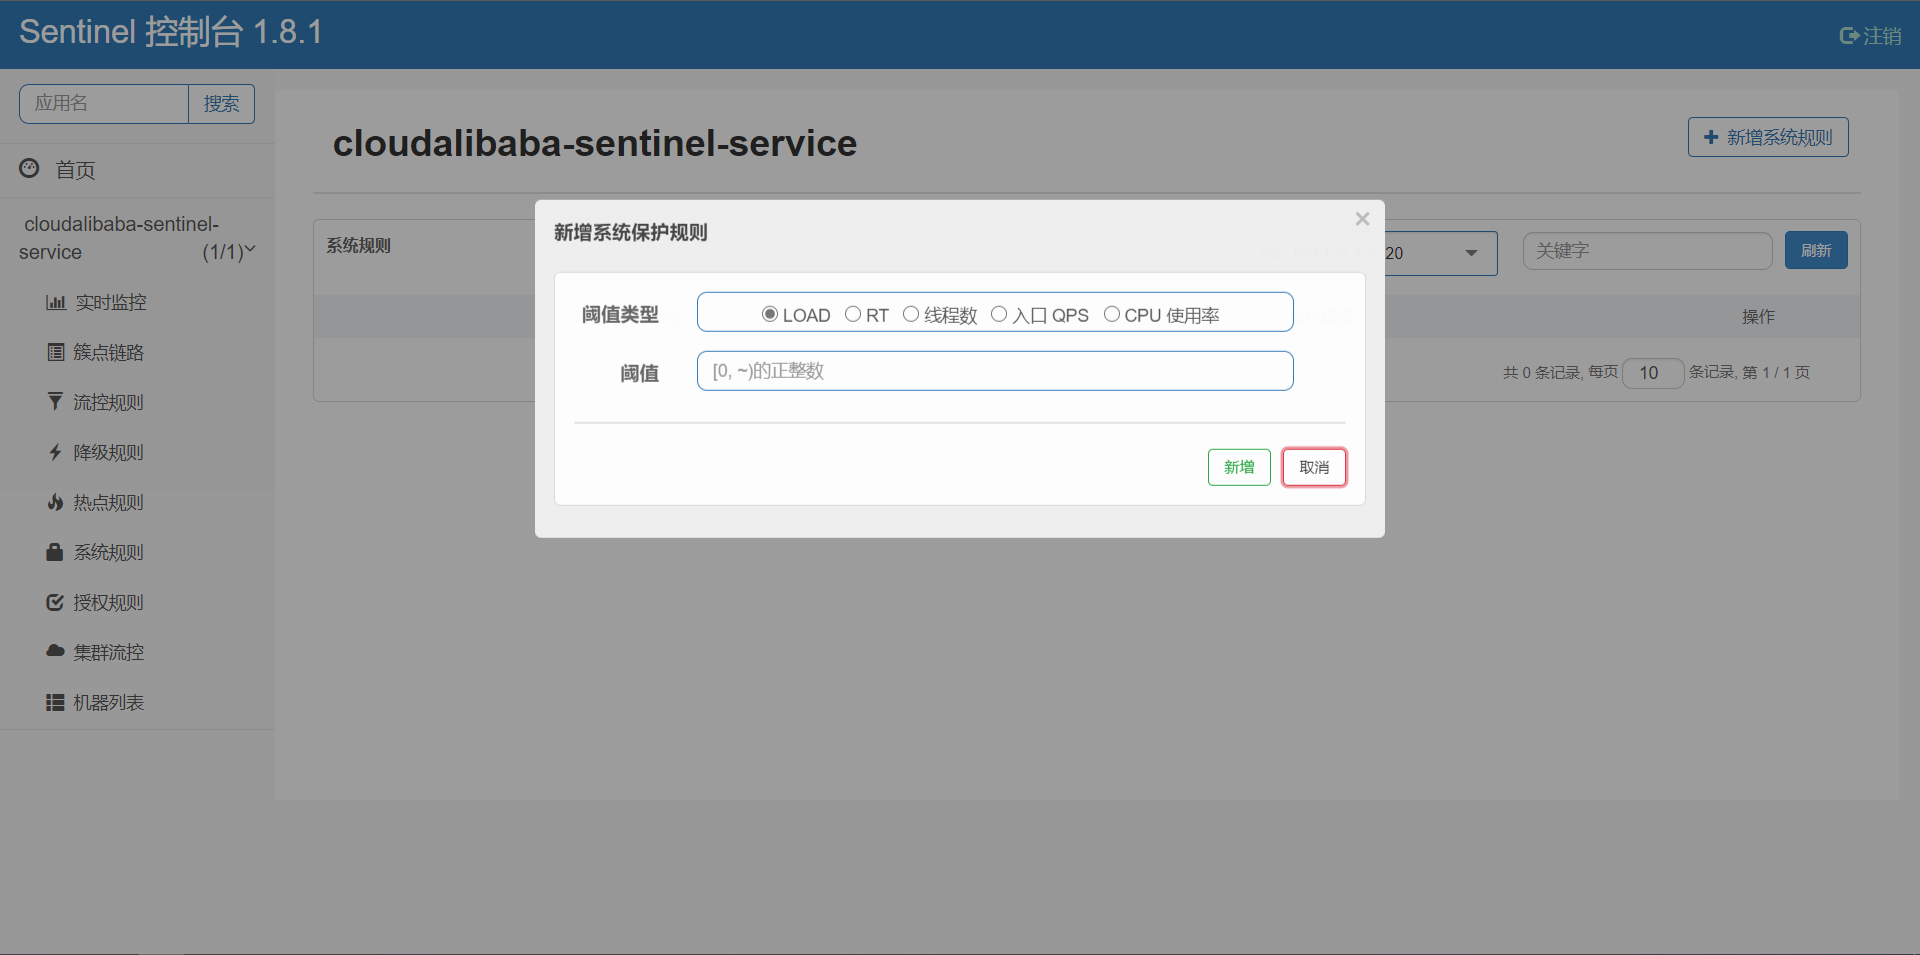 Sentinel 控制台 1.8.1
注销
应用名
搜索
首页
cloudalibaba-sentinel-
service
(1/1)
实时监控
簇点链路
流控规则
降级规则
热点规则
系统规则
授权规则
集群流控
机器列表
cloudalibaba-sentinel-service
新增系统规则
系统规则
20
关键字
刷新
操作
共 0 条记录, 每页 10 条记录, 第 1 / 1 页
新增系统保护规则
×
阈值类型
LOAD RT 线程数 入口 QPS CPU 使用率
阈值
[0, ~)的正整数
新增
取消